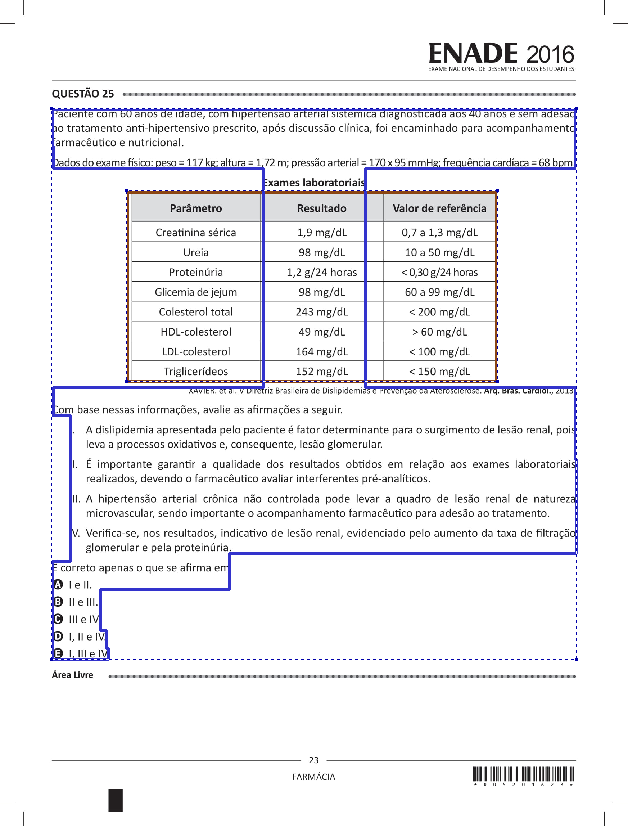 ENADE 2016
EXAME NACIONAL DE DESEMPENHO DOS ESTUDANTES
QUESTÃO 25
Paciente com 60 anos de idade, com hipertensão arterial sistêmica diagnosticada aos 40 anos e sem adesão
ao tratamento anti-hipertensivo prescrito, após discussão clínica, foi encaminhado para acompanhamento
farmacêutico e nutricional.
Dados do exame físico: peso = 117 kg; altura = 1,72 m; pressão arterial = 170 x 95 mmHg; frequência cardíaca = 68 bpm
Exames laboratoriais
Parâmetro Resultado Valor de referência
Creatinina sérica 1,9 mg/dL 0,7 a 1,3 mg/dL
Ureia 98 mg/dL 10 a 50 mg/dL
Proteinúria 1,2 g/24 horas < 0,30 g/24 horas
Glicemia de jejum 98 mg/dL 60 a 99 mg/dL
Colesterol total 243 mg/dL < 200 mg/dL
HDL-colesterol 49 mg/dL > 60 mg/dL
LDL-colesterol 164 mg/dL < 100 mg/dL
Triglicerídeos 152 mg/dL < 150 mg/dL
XAVIER, et al. V Diretriz Brasileira de Dislipidemias e Prevenção da Aterosclerose. Arq. Bras. Cardiol., 2013.
Com base nessas informações, avalie as afirmações a seguir.
I. A dislipidemia apresentada pelo paciente é fator determinante para o surgimento de lesão renal, pois
leva a processos oxidativos e, consequente, lesão glomerular.
II. É importante garantir a qualidade dos resultados obtidos em relação aos exames laboratoriais
realizados, devendo o farmacêutico avaliar interferentes pré-analíticos.
III. A hipertensão arterial crônica não controlada pode levar a quadro de lesão renal de natureza
microvascular, sendo importante o acompanhamento farmacêutico para adesão ao tratamento.
IV. Verifica-se, nos resultados, indicativo de lesão renal, evidenciado pelo aumento da taxa de filtração
glomerular e pela proteinúria.
É correto apenas o que se afirma em
A I e II.
B II e III.
C III e IV.
D I, II e IV.
E I, III e IV.
Área Livre
23
FARMÁCIA